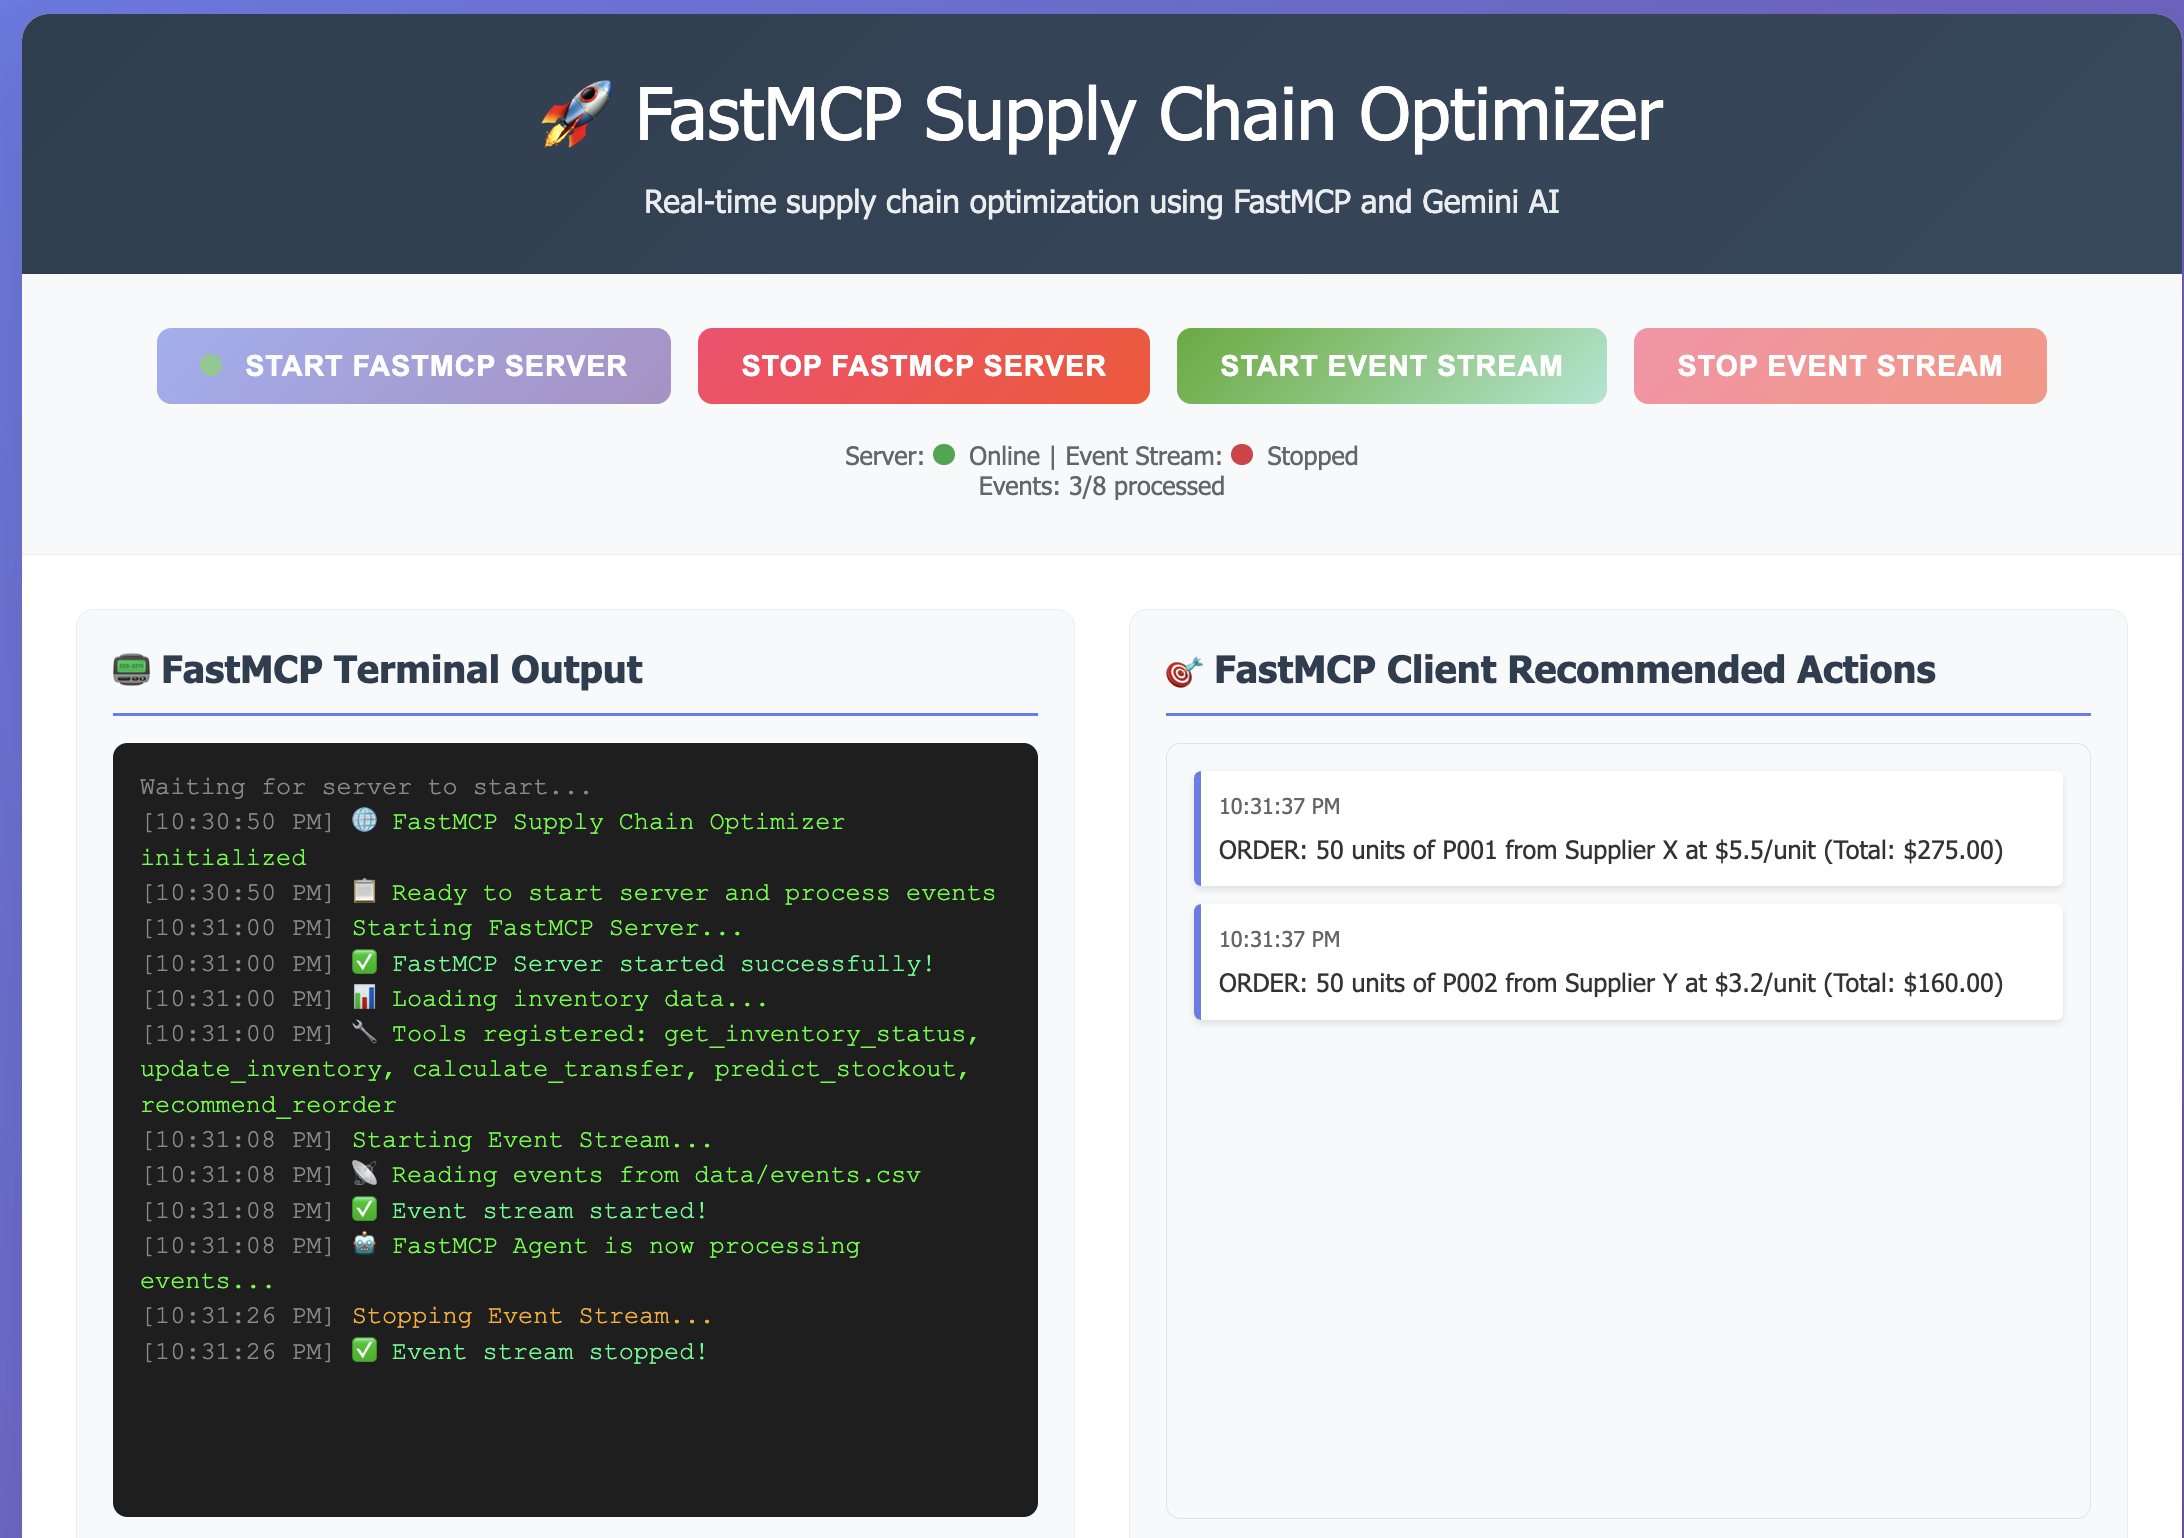 🚀 FastMCP Supply Chain Optimizer
Real-time supply chain optimization using FastMCP and Gemini AI
START FASTMCP SERVER
STOP FASTMCP SERVER
START EVENT STREAM
STOP EVENT STREAM
Server: Online | Event Stream: Stopped
Events: 3/8 processed
📟 FastMCP Terminal Output
Waiting for server to start...
[10:30:50 PM] 🌐 FastMCP Supply Chain Optimizer
initialized
[10:30:50 PM] 📋 Ready to start server and process events
[10:31:00 PM] Starting FastMCP Server...
[10:31:00 PM] ✅ FastMCP Server started successfully!
[10:31:00 PM] 📊 Loading inventory data...
[10:31:00 PM] 🔧 Tools registered: get_inventory_status,
update_inventory, calculate_transfer, predict_stockout,
recommend_reorder
[10:31:08 PM] Starting Event Stream...
[10:31:08 PM] 📡 Reading events from data/events.csv
[10:31:08 PM] ✅ Event stream started!
[10:31:08 PM] 🤖 FastMCP Agent is now processing
events...
[10:31:26 PM] Stopping Event Stream...
[10:31:26 PM] ✅ Event stream stopped!
🎯 FastMCP Client Recommended Actions
10:31:37 PM
ORDER: 50 units of P001 from Supplier X at $5.5/unit (Total: $275.00)
10:31:37 PM
ORDER: 50 units of P002 from Supplier Y at $3.2/unit (Total: $160.00)